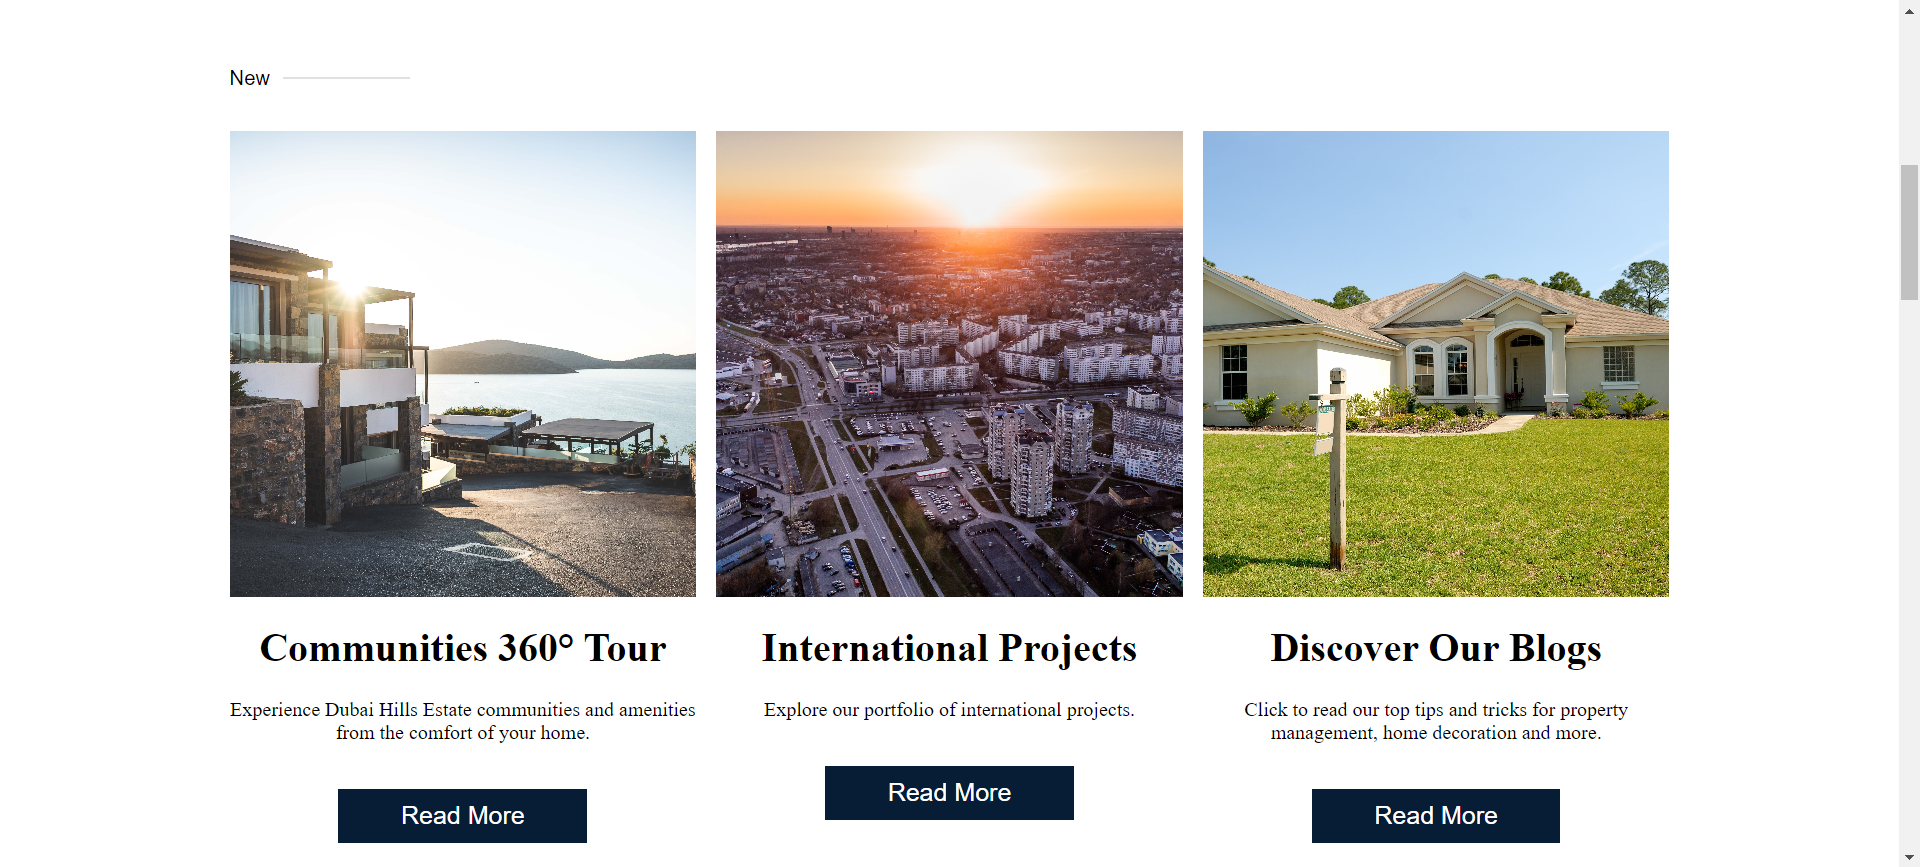 New
Communities 360° Tour
Experience Dubai Hills Estate communities and amenities
from the comfort of your home.
Read More
International Projects
Explore our portfolio of international projects.
Read More
Discover Our Blogs
Click to read our top tips and tricks for property
management, home decoration and more.
Read More